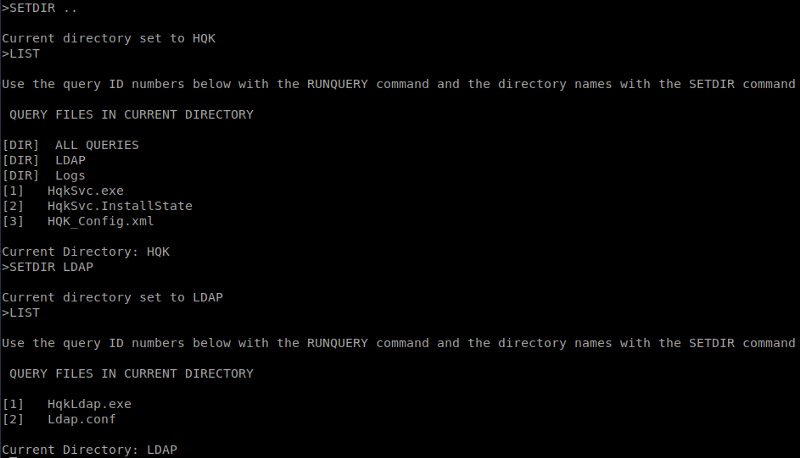 >SETDIR ..
Current directory set to HQK
>LIST
Use the query ID numbers below with the RUNQUERY command and the directory names with the SETDIR command
QUERY FILES IN CURRENT DIRECTORY
[DIR]  ALL QUERIES
[DIR]  LDAP
[DIR]  Logs
[1]   HqkSvc.exe
[2]   HqkSvc.InstallState
[3]   HQK_Config.xml
Current Directory: HQK
>SETDIR LDAP
Current directory set to LDAP
>LIST
Use the query ID numbers below with the RUNQUERY command and the directory names with the SETDIR command
QUERY FILES IN CURRENT DIRECTORY
[1]   HqkLdap.exe
[2]   Ldap.conf
Current Directory: LDAP